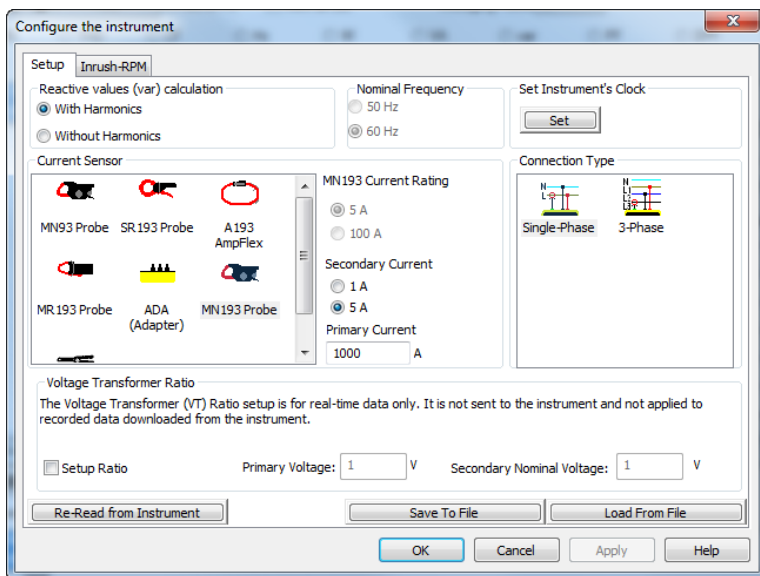 Configure the instrument
Setup
Inrush-RPM
Reactive values (var) calculation
With Harmonics
Without Harmonics
Nominal Frequency
50 Hz
60 Hz
Set Instrument's Clock
Set
Current Sensor
MN93 Probe
SR193 Probe
A193
AmpFlex
MR193 Probe
ADA
(Adapter)
MN193 Probe
MN193 Current Rating
5 A
100 A
Secondary Current
1 A
5 A
Primary Current
1000 A
Connection Type
N
L1
Single-Phase
N
L1
L2
L3
3-Phase
Voltage Transformer Ratio
The Voltage Transformer (VT) Ratio setup is for real-time data only. It is not sent to the instrument and not applied to
recorded data downloaded from the instrument.
Setup Ratio
Primary Voltage: 1 V
Secondary Nominal Voltage: 1 V
Re-Read from Instrument
Save To File
Load From File
OK
Cancel
Apply
Help